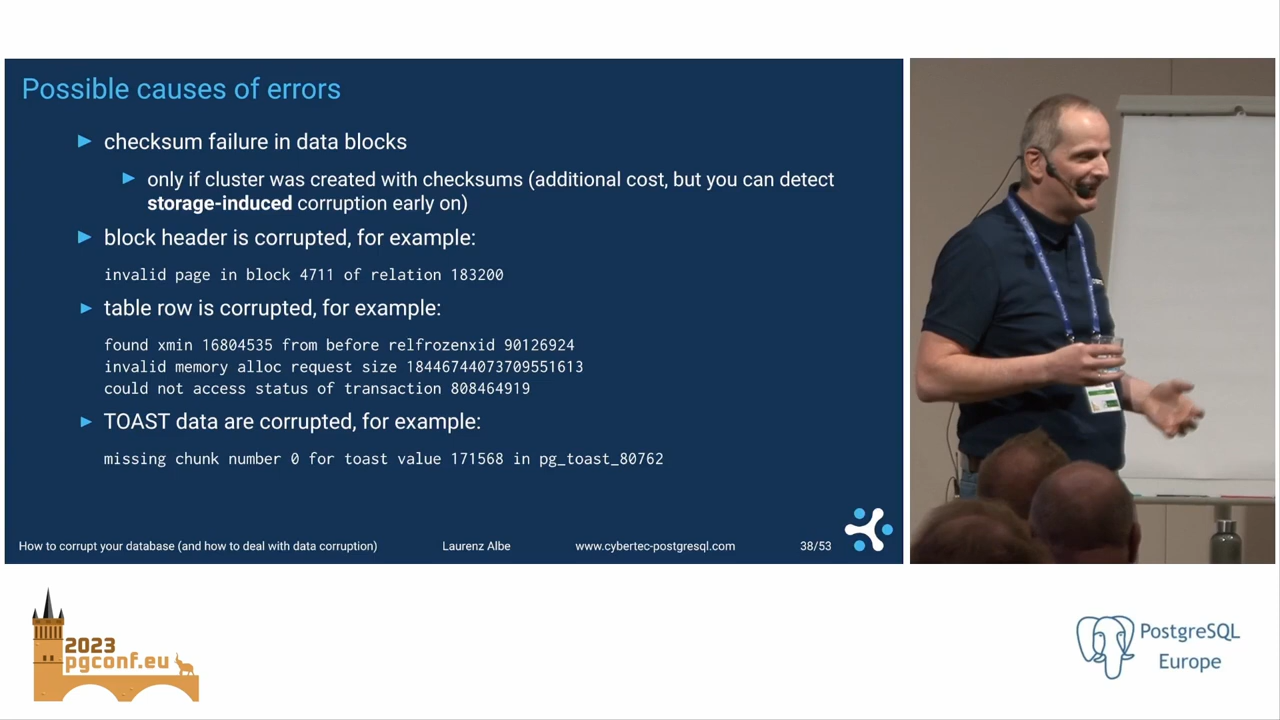 Possible causes of errors
checksum failure in data blocks
only if cluster was created with checksums (additional cost, but you can detect
storage-induced corruption early on)
block header is corrupted, for example:
invalid page in block 4711 of relation 183200
table row is corrupted, for example:
found xmin 16804535 from before relfrozenxid 90126924
invalid memory alloc request size 18446744073709551613
could not access status of transaction 808464919
TOAST data are corrupted, for example:
missing chunk number 0 for toast value 171568 in pg_toast_80762
How to corrupt your database (and how to deal with data corruption) Laurenz Albe www.cybertec-postgresql.com 38/53
2023
pgconf.eu
PostgreSQL
Europe